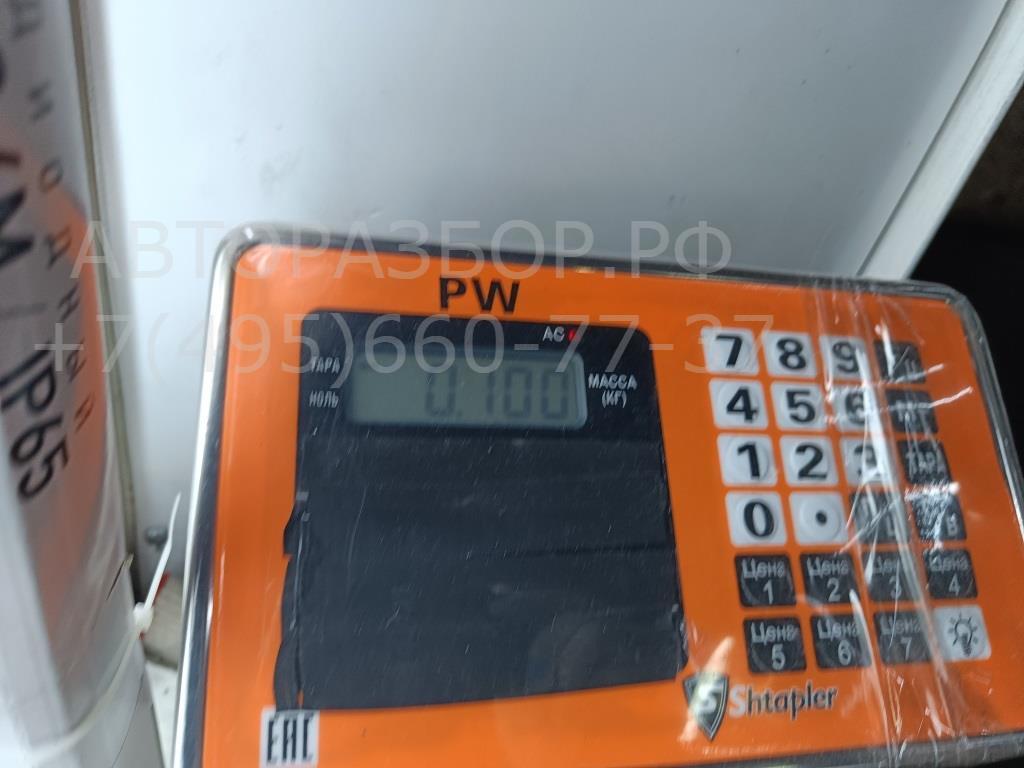 АВТОРАЗБОР.РФ
+7(495)660-77-37
PW
AC
ТАРА
НОЛЬ
0.100
МАССА
(КГ)
7 8 9
4 5 6
1 2 3 ТАРА
0 .
Цена 1 Цена 2 Цена 3 Цена 4
Цена 5 Цена 6 Цена 7
Shtapler
EAC
/М / IP65